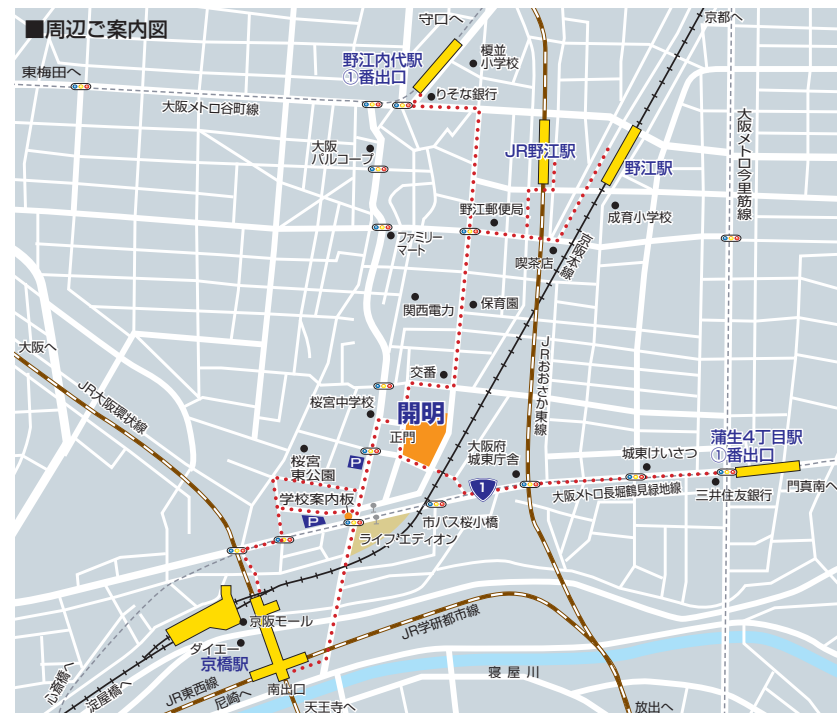 ■周辺ご案内図
守口へ
京都へ
野江内代駅
①番出口
榎並
小学校
東梅田へ
りそな銀行
大阪メトロ谷町線
大阪メトロ今里筋線
大阪
パルコープ
JR野江駅
野江駅
野江郵便局
成育小学校
ファミリー
マート
喫茶店
京阪本線
関西電力
保育園
大阪へ
JRおおさか東線
交番
JR大阪環状線
桜宮中学校
開明
正門
蒲生4丁目駅
①番出口
大阪府
城東庁舎
桜宮
東公園
P
城東けいさつ
学校案内板
1
大阪メトロ長堀鶴見緑地線
三井住友銀行
門真南へ
P
市バス桜小橋
ライフ・エディオン
京阪モール
ダイエー
京橋駅
JR学研都市線
心斎橋へ
淀屋橋へ
JR東西線
尼崎へ
南出口
寝屋川
天王寺へ
放出へ